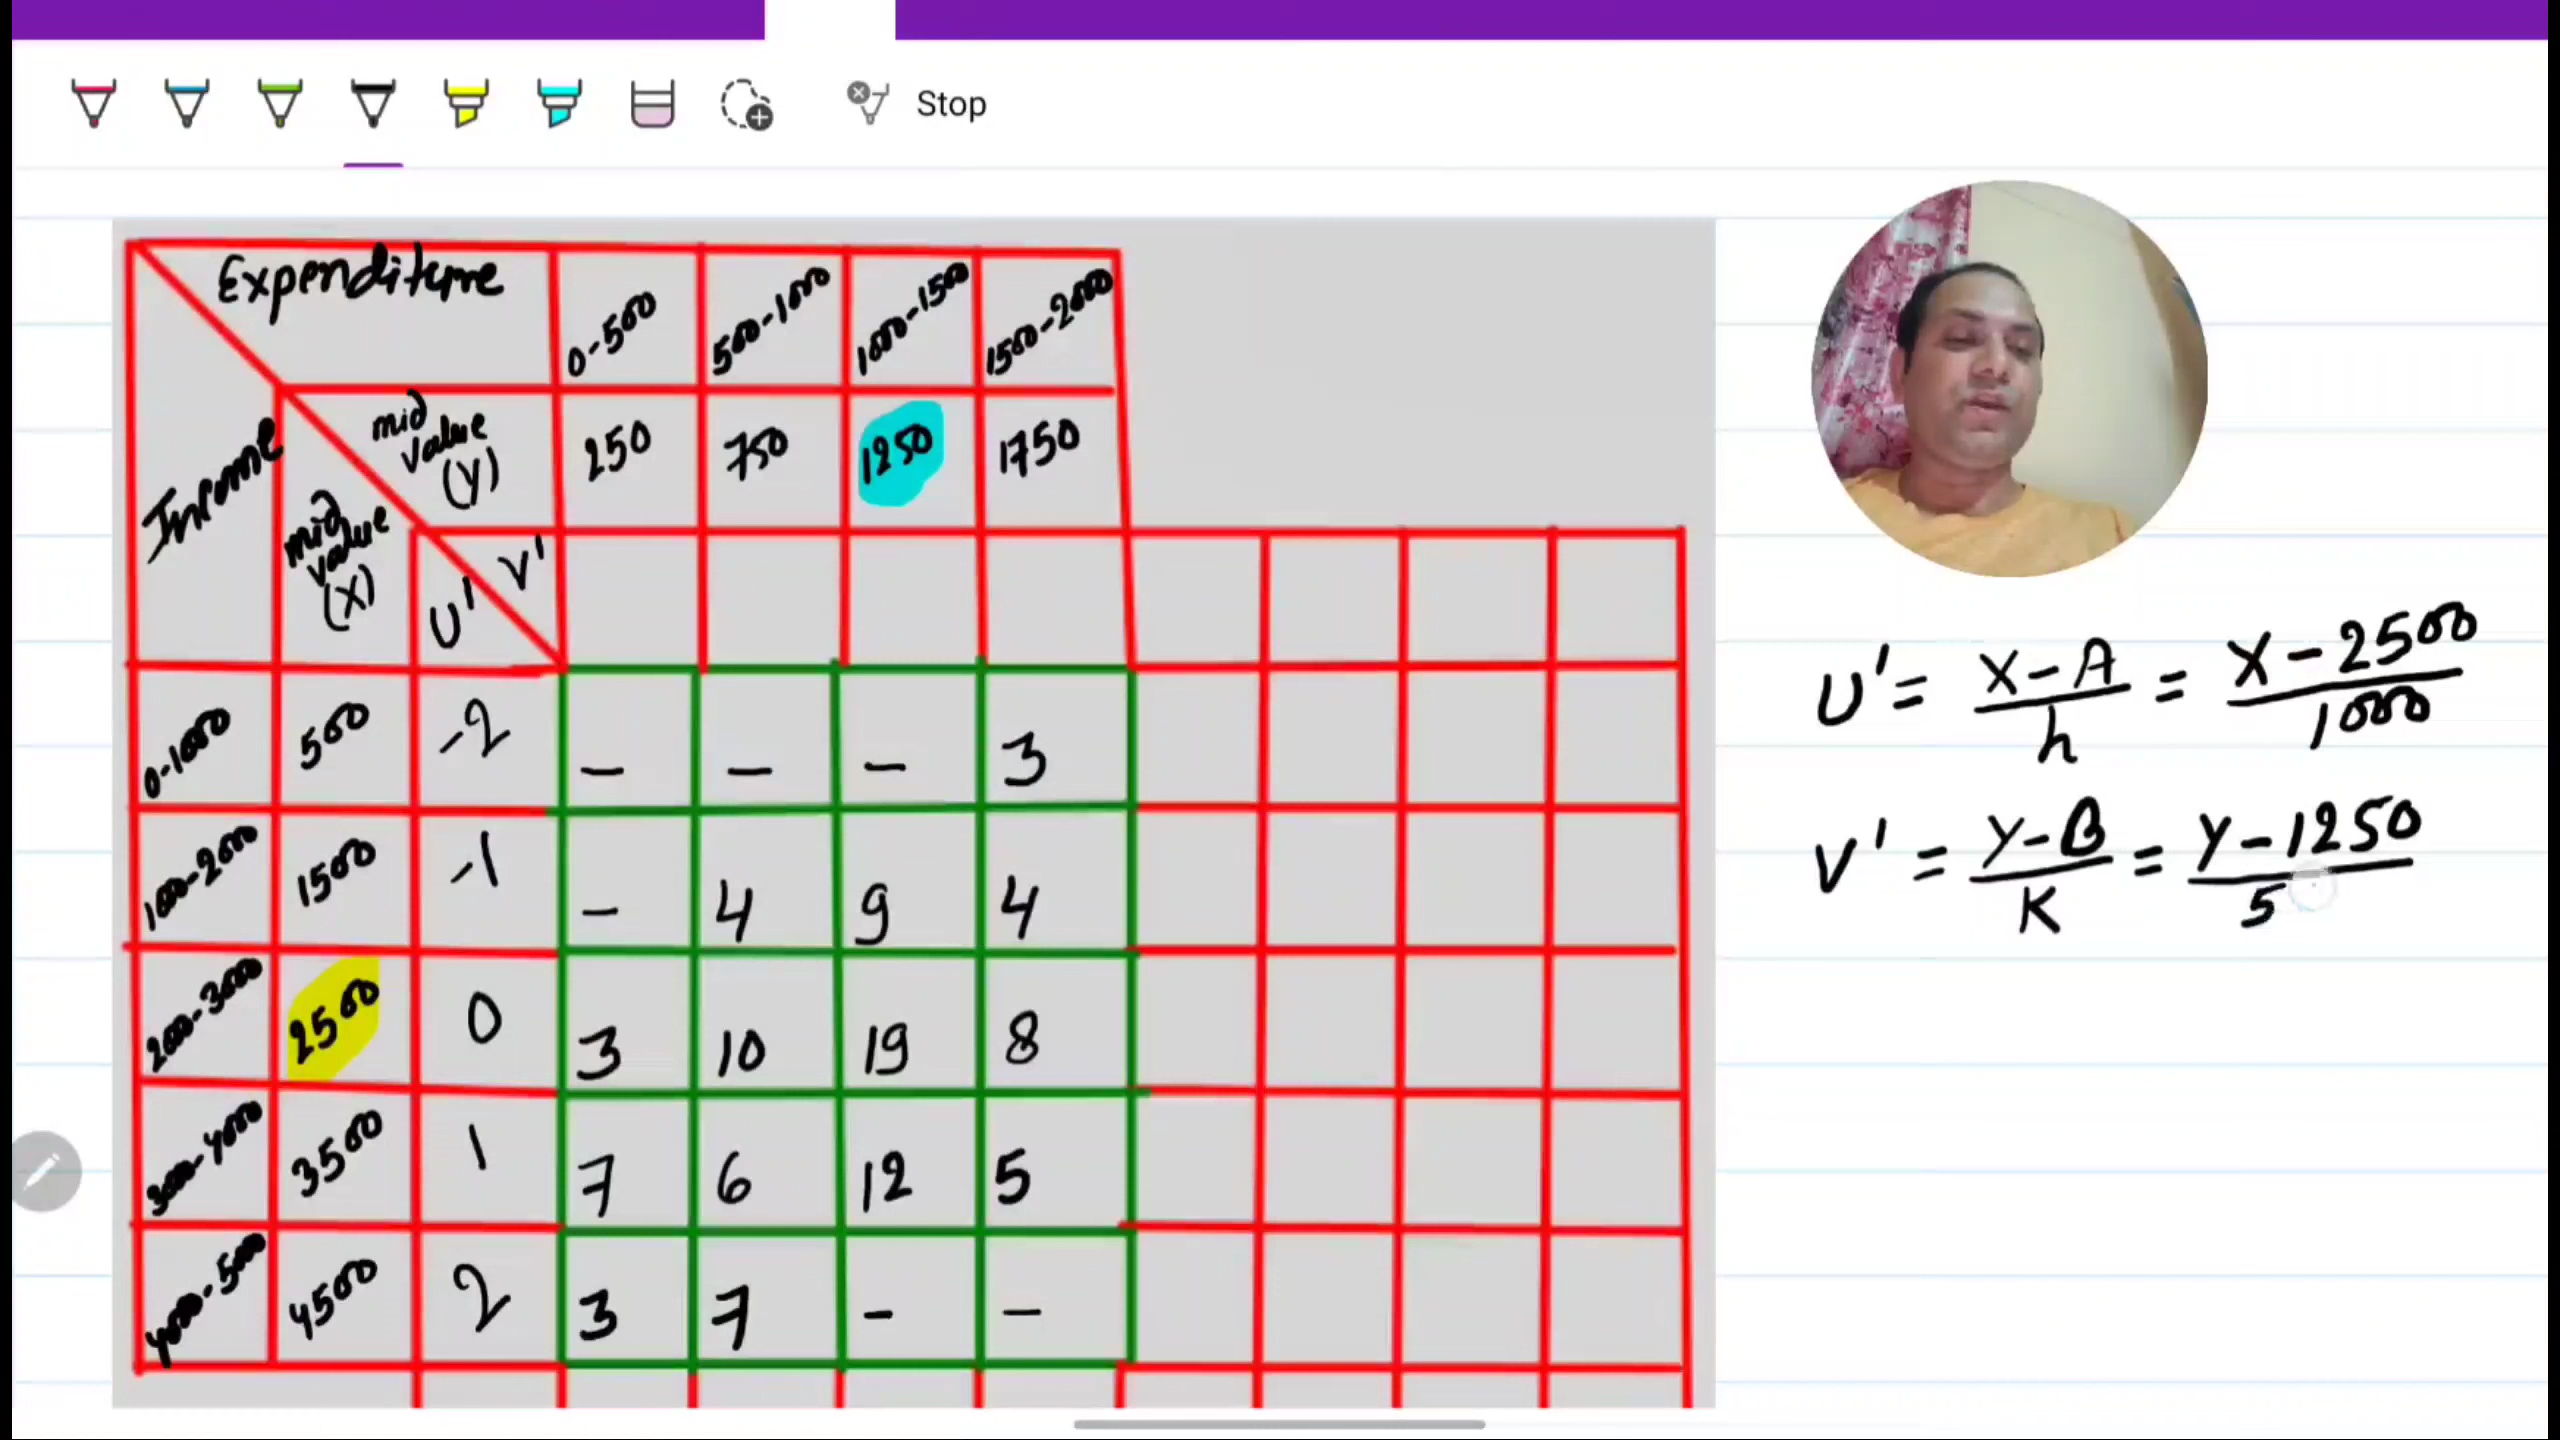 Stop
Expenditure 0-500 500-1000 1000-1500 1500-2000
Income mid value (X) mid value (Y) 250 750 1250 1750
U' V'
0-1000 500 -2 - - - 3
1000-2000 1500 -1 - 4 9 4
2000-3000 2500 0 3 10 19 8
3000-4000 3500 1 7 6 12 5
4000-5000 4500 2 3 7 - -
U' = X-A / h = X-2500 / 1000
V' = Y-B / K = Y-1250 / 5